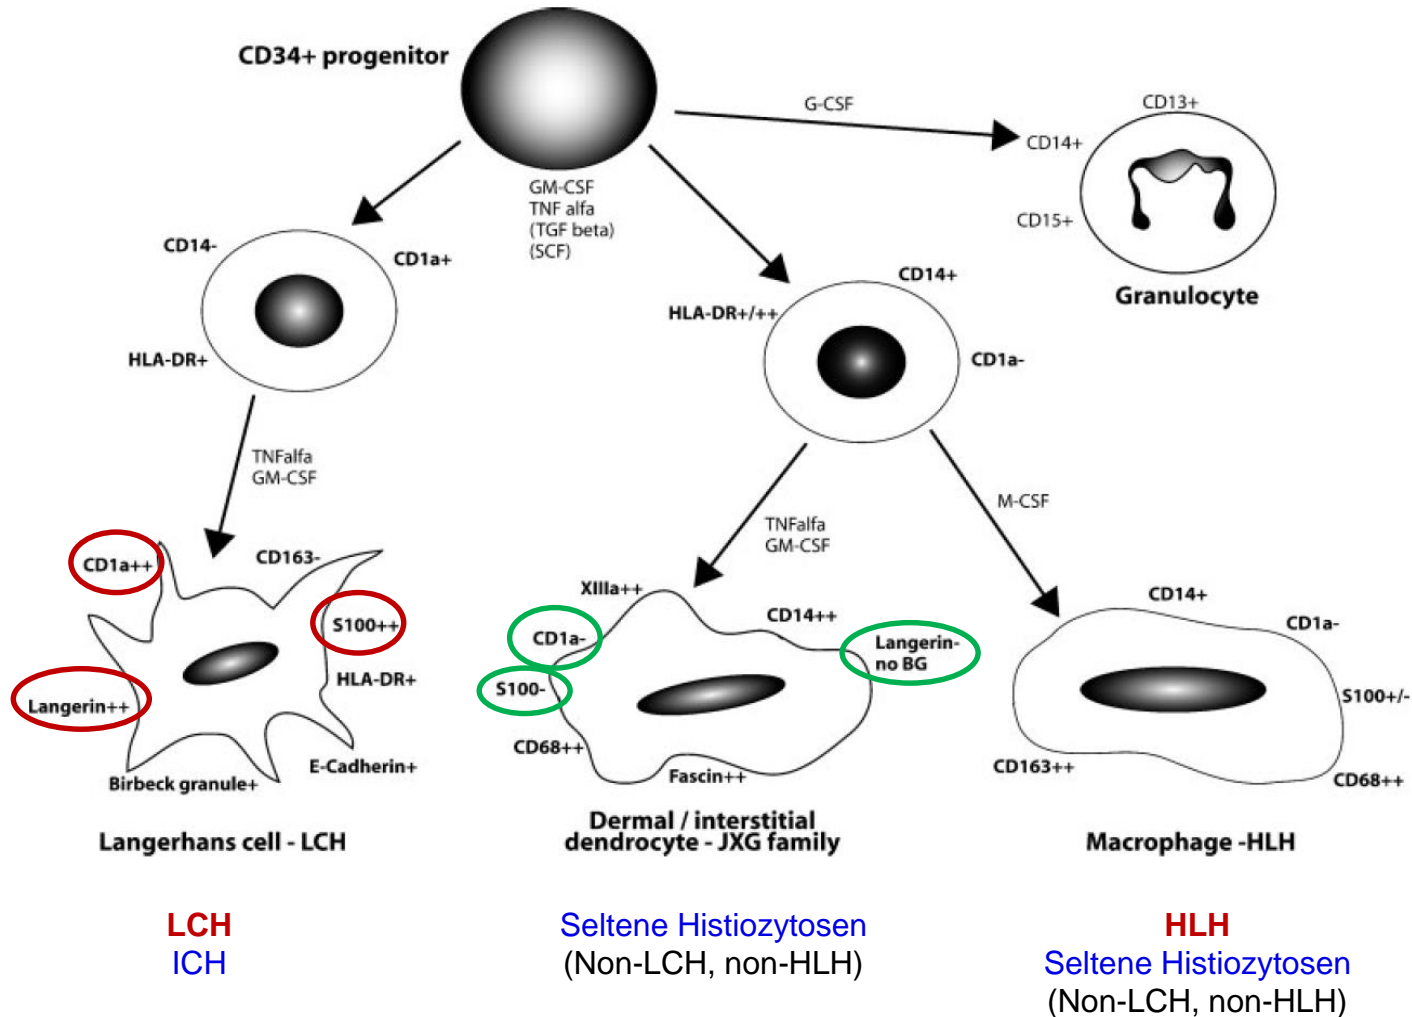 CD34+ progenitor
G-CSF
CD13+
CD14+
CD15+
Granulocyte
GM-CSF
TNF alfa
(TGF beta)
(SCF)
CD14-
CD1a+
HLA-DR+
CD14+
HLA-DR+/++
CD1a-
TNFalfa
GM-CSF
TNFalfa
GM-CSF
M-CSF
CD1a++
CD163-
S100++
HLA-DR+
Langerin++
E-Cadherin+
Birbeck granule+
Langerhans cell - LCH
XIIIa++
CD14++
CD1a-
Langerin-
no BG
S100-
CD68++
Fascin++
Dermal / interstitial
dendrocyte - JXG family
CD14+
CD1a-
S100+/-
CD163++
CD68++
Macrophage -HLH
LCH
ICH
Seltene Histiozytosen
(Non-LCH, non-HLH)
HLH
Seltene Histiozytosen
(Non-LCH, non-HLH)